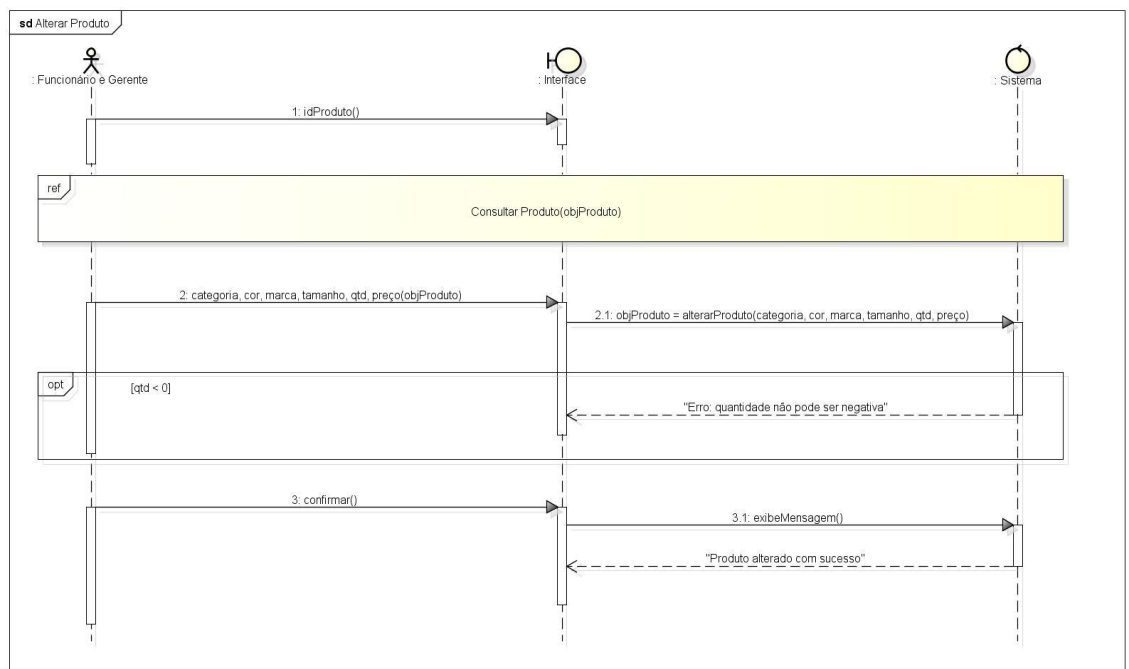 sd Alterar Produto
: Funcionário e Gerente
: Interface
: Sistema
1: idProduto()
ref
Consultar Produto(objProduto)
2: categoria, cor, marca, tamanho, qtd, preço(objProduto)
2.1: objProduto = alterarProduto(categoria, cor, marca, tamanho, qtd, preço)
opt
[qtd < 0]
"Erro: quantidade não pode ser negativa"
3: confirmar()
3.1: exibeMensagem()
"Produto alterado com sucesso"